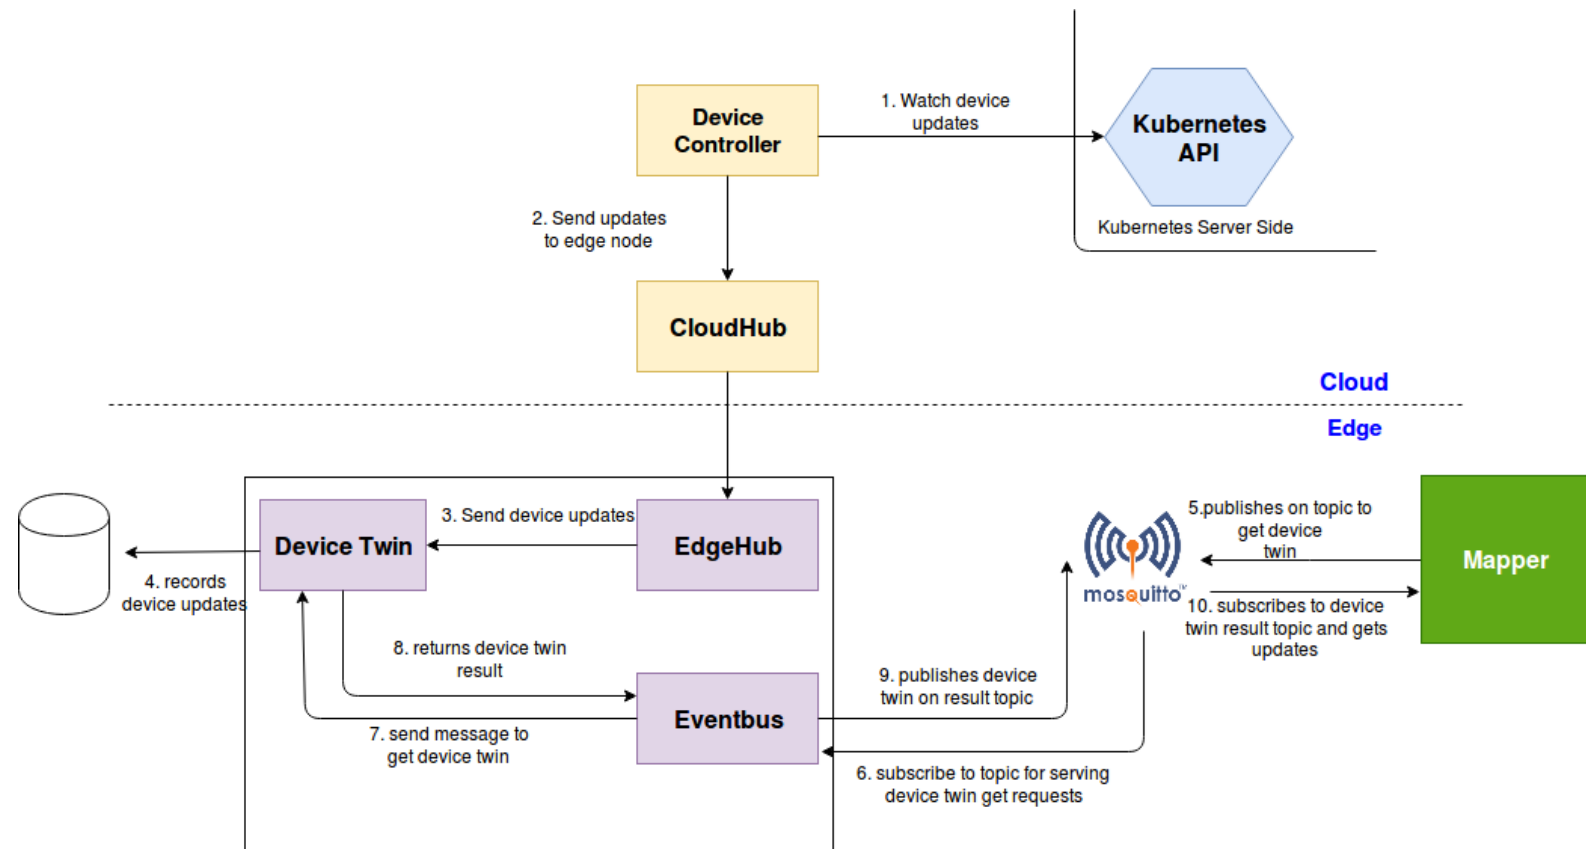 Device
Controller
1. Watch device
updates
Kubernetes
API
Kubernetes Server Side
2. Send updates
to edge node
CloudHub
Cloud
Edge
Device Twin
3. Send device updates
EdgeHub
4. records
device updates
5.publishes on topic to
get device
twin
mosquitto
Mapper
10. subscribes to device
twin result topic and gets
updates
8. returns device twin
result
9. publishes device
twin on result topic
Eventbus
7. send message to
get device twin
6. subscribe to topic for serving
device twin get requests